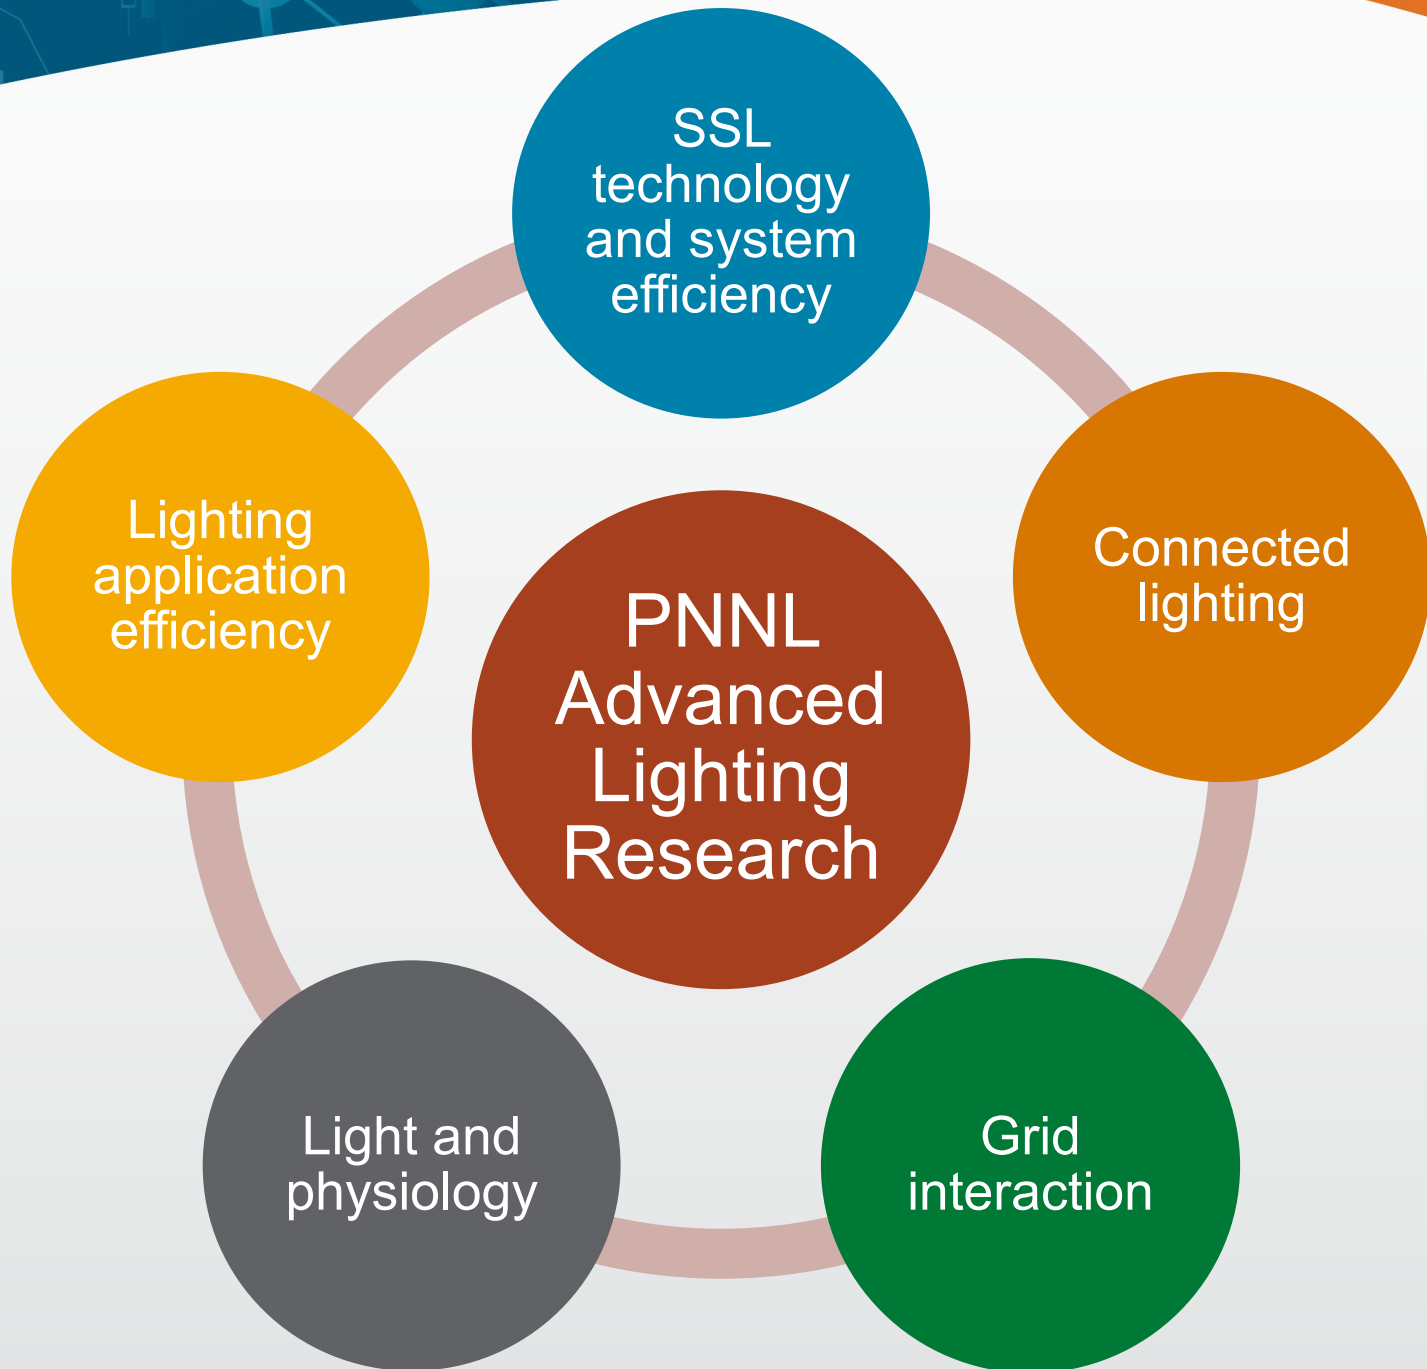 SSL
technology
and system
efficiency
Lighting
application
efficiency
Connected
lighting
PNNL
Advanced
Lighting
Research
Light and
physiology
Grid
interaction